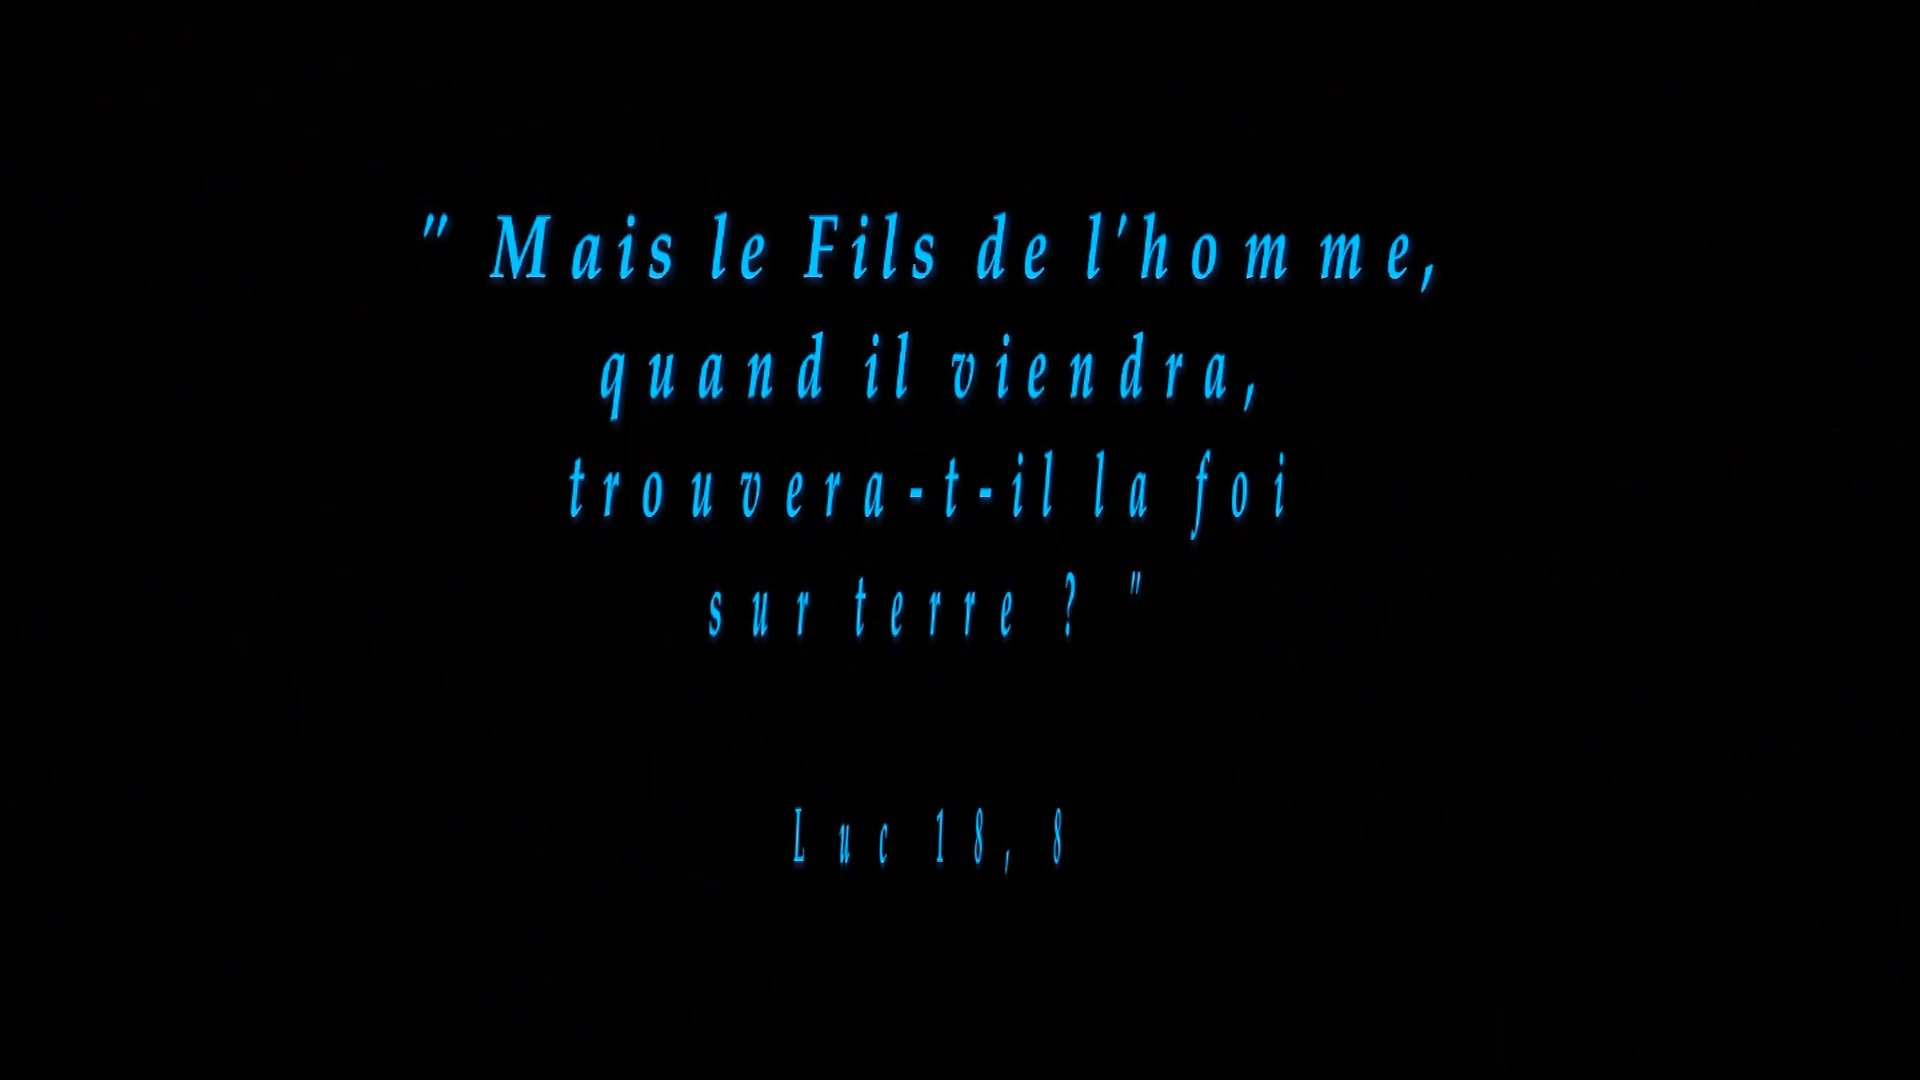 " Mais le Fils de l'homme,
quand il viendra,
trouvera-t-il la foi
sur terre ? "
Luc 18, 8